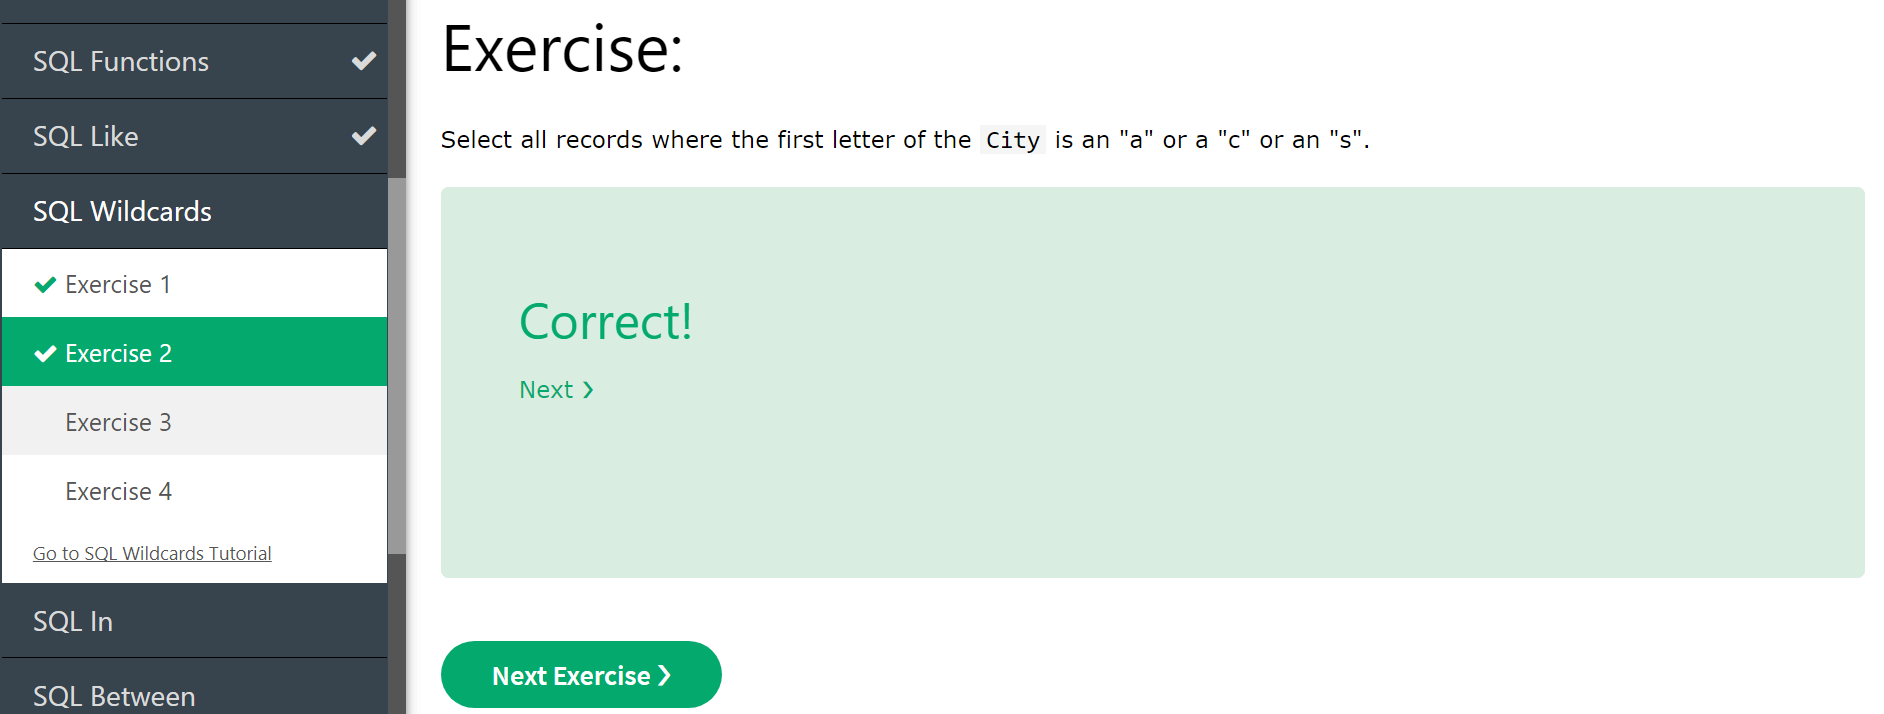 SQL Functions
SQL Like
SQL Wildcards
Exercise 1
Exercise 2
Exercise 3
Exercise 4
Go to SQL Wildcards Tutorial
SQL In
SQL Between
Exercise:
Select all records where the first letter of the City is an "a" or a "c" or an "s".
Correct!
Next ❯
Next Exercise ❯